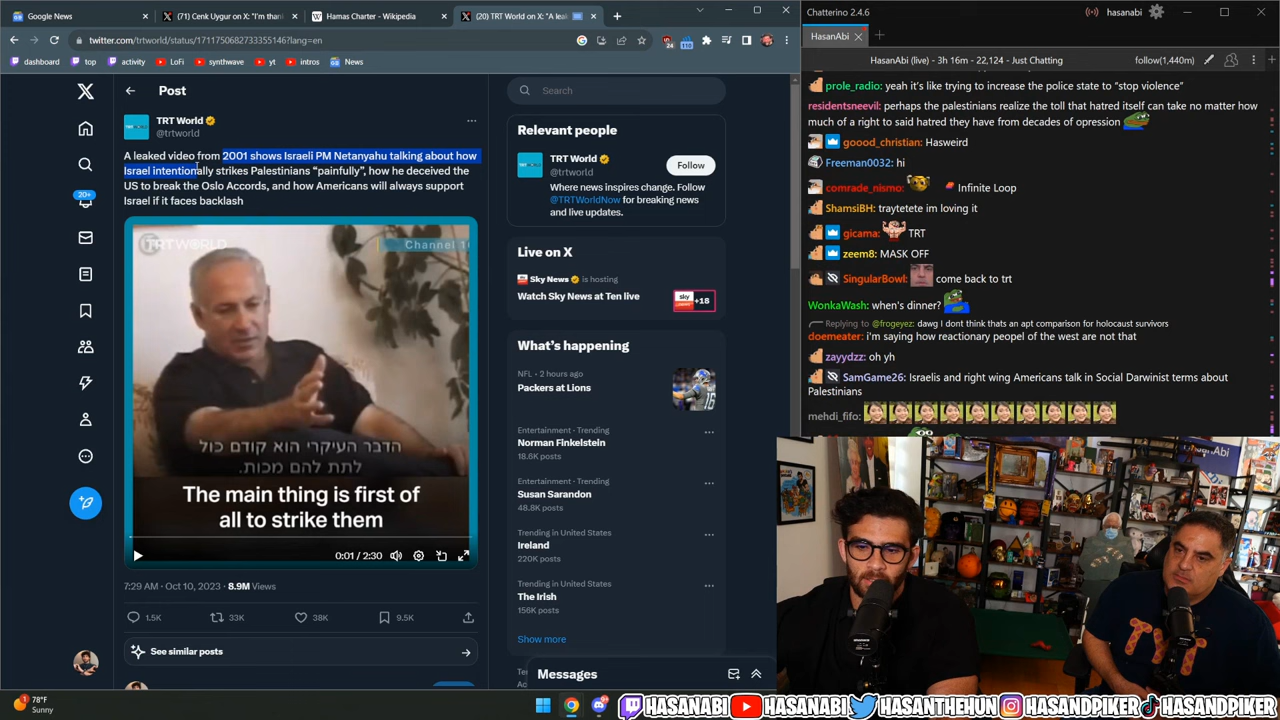 Google News
(71) Cenk Uygur on X: "I'm than
Hamas Charter - Wikipedia
(20) TRT World on X: "A lea
twitter.com/trtworld/status/1711750682733355146?lang=en
dashboard
top
activity
LoFi
synthwave
yt
intros
News
Post
TRT World
@trtworld
A leaked video from 2001 shows Israeli PM Netanyahu talking about how
Israel intentionally strikes Palestinians “painfully”, how he deceived the
US to break the Oslo Accords, and how Americans will always support
Israel if it faces backlash
TRT WORLD
Channel 1
הדבר העיקרי הוא קודם כול
לתת להם מכות.
The main thing is first of
all to strike them
0:01 / 2:30
7:29 AM · Oct 10, 2023 · 8.9M Views
1.5K
33K
38K
9.5K
See similar posts
20+
Search
Relevant people
TRT World
@trtworld
Follow
Where news inspires change. Follow
@TRTWorldNow for breaking news
and live updates.
Live on X
Sky News is hosting
Watch Sky News at Ten live
sky
+18
What's happening
NFL · 2 hours ago
Packers at Lions
Entertainment · Trending
Norman Finkelstein
18.6K posts
Entertainment · Trending
Susan Sarandon
48.8K posts
Trending in United States
Ireland
220K posts
Trending in United States
The Irish
156K posts
Show more
Messages
Chatterino 2.4.6
hasanabi
HasanAbi
HasanAbi (live) - 3h 16m - 22,124 - Just Chatting
follow(1,440m)
prole_radio: yeah it's like trying to increase the police state to "stop violence"
residentsneevil: perhaps the palestinians realize the toll that hatred itself can take no matter how
much of a right to said hatred they have from decades of opression
goood_christian: Hasweird
Freeman0032: hi
comrade_nismo: Infinite Loop
ShamsiBH: traytetete im loving it
gicama: TRT
zeem8: MASK OFF
SingularBowl: come back to trt
WonkaWash: when's dinner?
Replying to @frogeyez: dawg I dont think thats an apt comparison for holocaust survivors
doemeater: i'm saying how reactionary peopel of the west are not that
zayydzz: oh yh
SamGame26: Israelis and right wing Americans talk in Social Darwinist terms about
Palestinians
mehdi_fifo:
TYT
78°F
Sunny
HASANABI
HASANABI
HASANTHEHUN
HASANDPIKER
HASANDPIKER